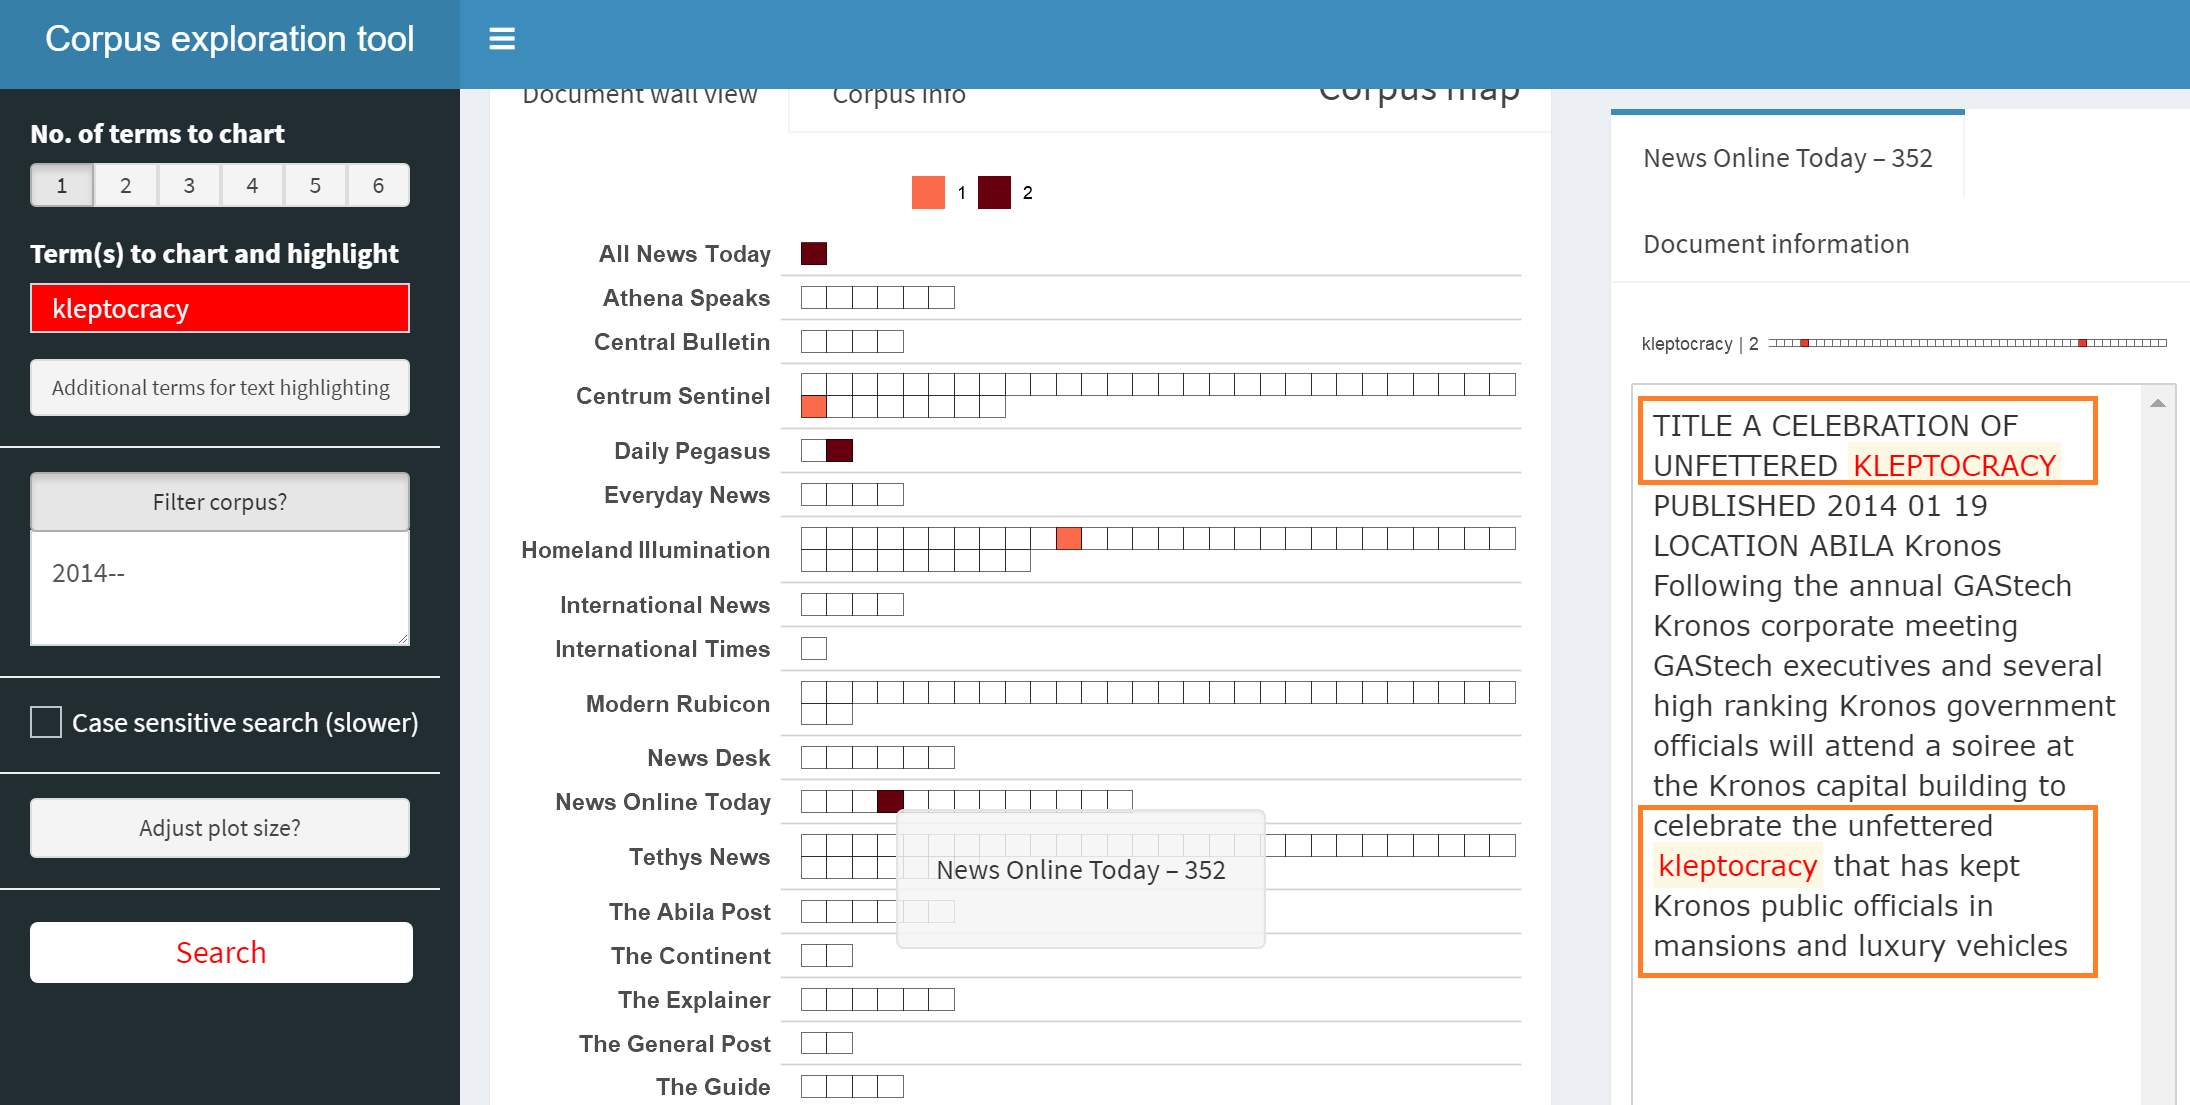 Corpus exploration tool
No. of terms to chart
1 2 3 4 5 6
Term(s) to chart and highlight
kleptocracy
Additional terms for text highlighting
Filter corpus?
2014--
Case sensitive search (slower)
Adjust plot size?
Search
Document wall view
Corpus info
Corpus map
1 2
All News Today
Athena Speaks
Central Bulletin
Centrum Sentinel
Daily Pegasus
Everyday News
Homeland Illumination
International News
International Times
Modern Rubicon
News Desk
News Online Today
Tethys News
The Abila Post
The Continent
The Explainer
The General Post
The Guide
News Online Today – 352
News Online Today – 352
Document information
kleptocracy | 2
TITLE A CELEBRATION OF
UNFETTERED KLEPTOCRACY
PUBLISHED 2014 01 19
LOCATION ABILA Kronos
Following the annual GAStech
Kronos corporate meeting
GAStech executives and several
high ranking Kronos government
officials will attend a soiree at
the Kronos capital building to
celebrate the unfettered
kleptocracy that has kept
Kronos public officials in
mansions and luxury vehicles